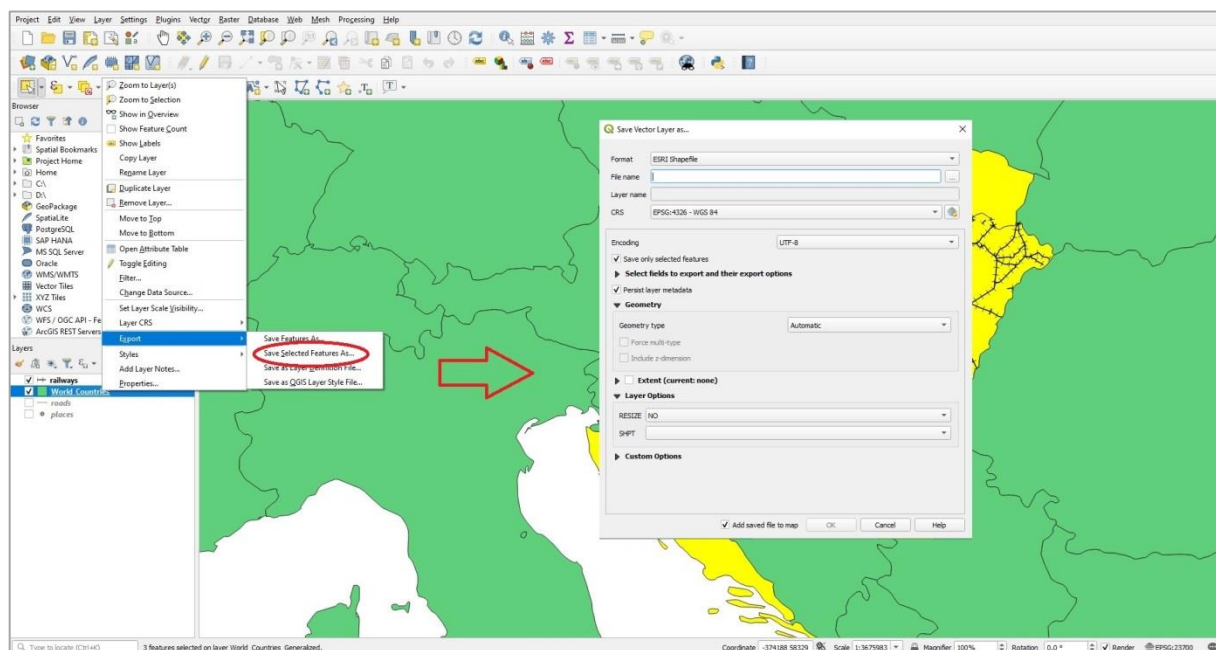 Project Edit View Layer Settings Plugins Vector Raster Database Web Mesh Processing Help
Zoom to Layer(s)
Zoom to Selection
Show in Overview
Show Feature Count
Show Labels
Copy Layer
Rename Layer
Duplicate Layer
Remove Layer...
Move to Top
Move to Bottom
Open Attribute Table
Toggle Editing
Filter...
Change Data Source...
Set Layer Scale Visibility...
Layer CRS
Export
Styles
Add Layer Notes...
Properties...
Save Features As...
Save Selected Features As...
Save as Layer Definition File...
Save as QGIS Layer Style File...
Browser
Favorites
Spatial Bookmarks
Project Home
Home
C:\
D:\
GeoPackage
SpatiaLite
PostgreSQL
SAP HANA
MS SQL Server
Oracle
WMS/WMTS
Vector Tiles
XYZ Tiles
WCS
WFS / OGC API - Fe
ArcGIS REST Servers
Layers
railways
World Countries
roads
places
Save Vector Layer as...
Format ESRI Shapefile
File name
Layer name
CRS EPSG:4326 - WGS 84
Encoding UTF-8
Save only selected features
Select fields to export and their export options
Persist layer metadata
Geometry
Geometry type Automatic
Force multi-type
Include z-dimension
Extent (current: none)
Layer Options
RESIZE NO
SHPT
Custom Options
Add saved file to map OK Cancel Help
Type to locate (Ctrl+K) 3 features selected on layer World_Countries_Generalized. Coordinate -374188 58329 Scale 1:3675983 Magnifier 100% Rotation 0.0 ° Render EPSG:23700